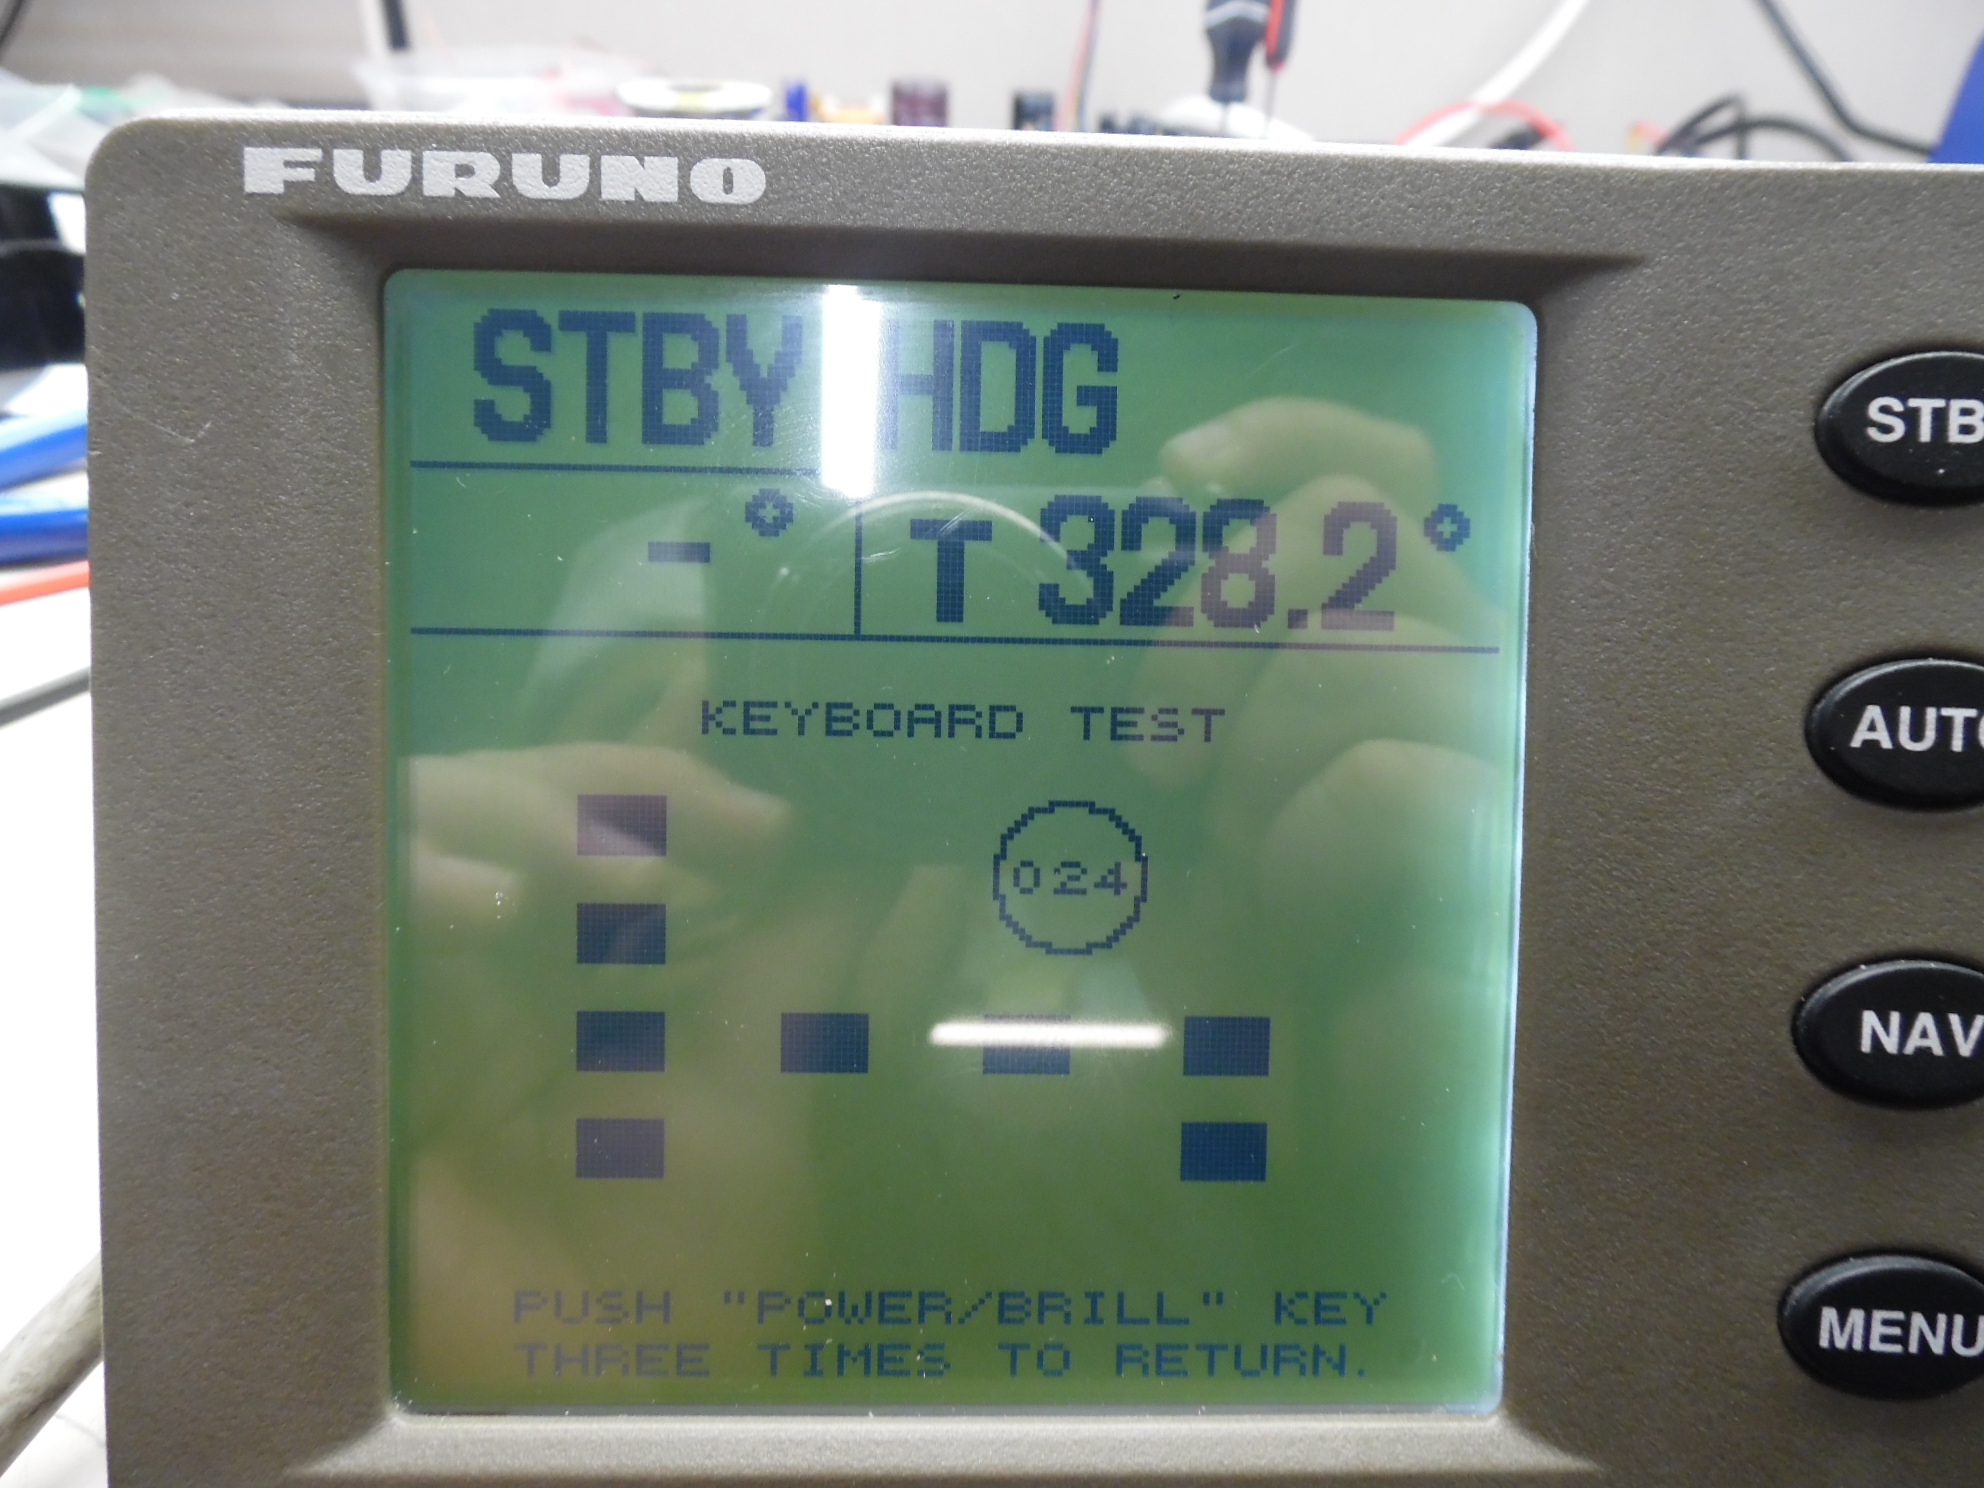 FURUNO
STBY HDG
-° T 328.2°
KEYBOARD TEST
024
PUSH "POWER/BRILL" KEY
THREE TIMES TO RETURN.
STB
AUTO
NAV
MENU